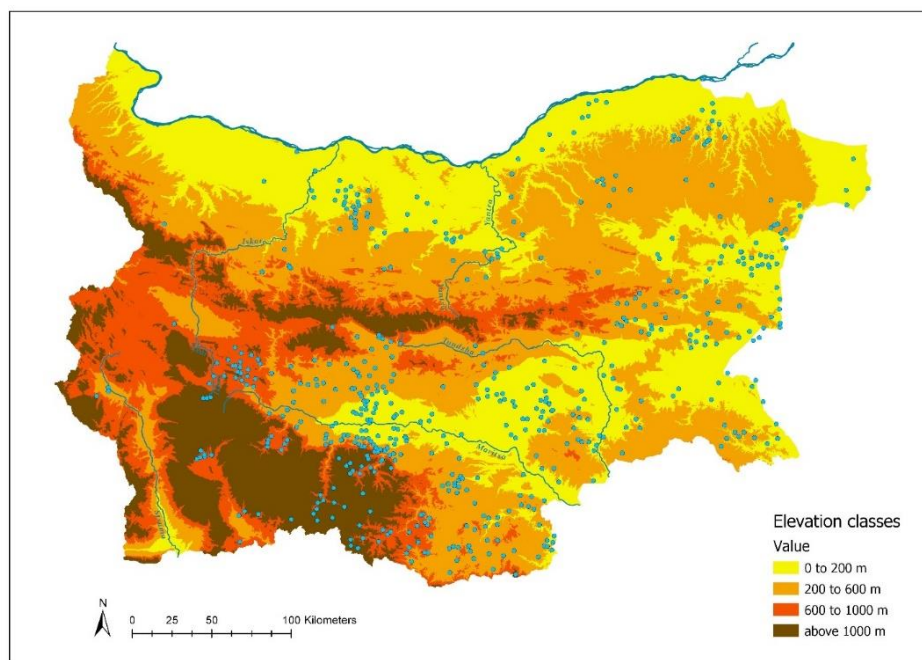 Yantra
Tundzha
Maritsa
Elevation classes
Value
0 to 200 m
200 to 600 m
600 to 1000 m
above 1000 m
N
0 25 50 100 Kilometers